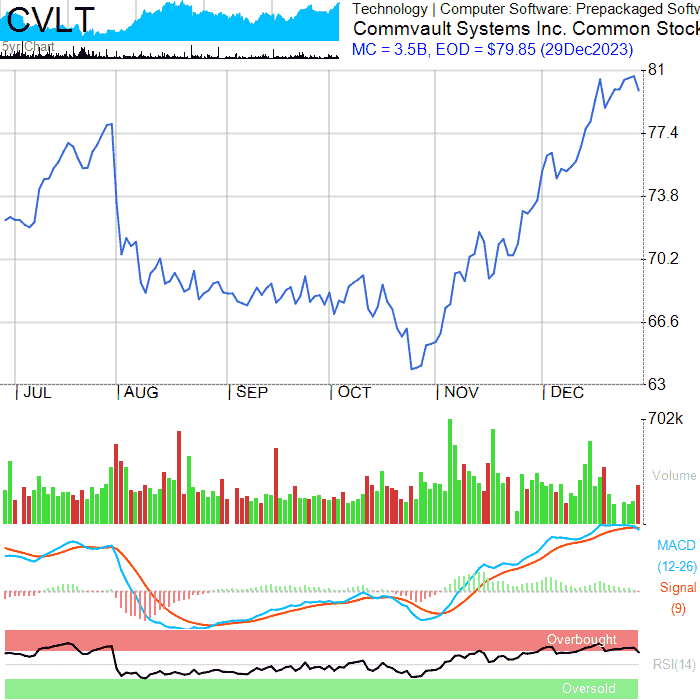 CVLT
5yr Chart
Technology | Computer Software: Prepackaged Softw
Commvault Systems Inc. Common Stock
MC = 3.5B, EOD = $79.85 (29Dec2023)
81
77.4
73.8
70.2
66.6
63
JUL AUG SEP OCT NOV DEC
702k
Volume
MACD
(12-26)
Signal
(9)
Overbought
RSI(14)
Oversold